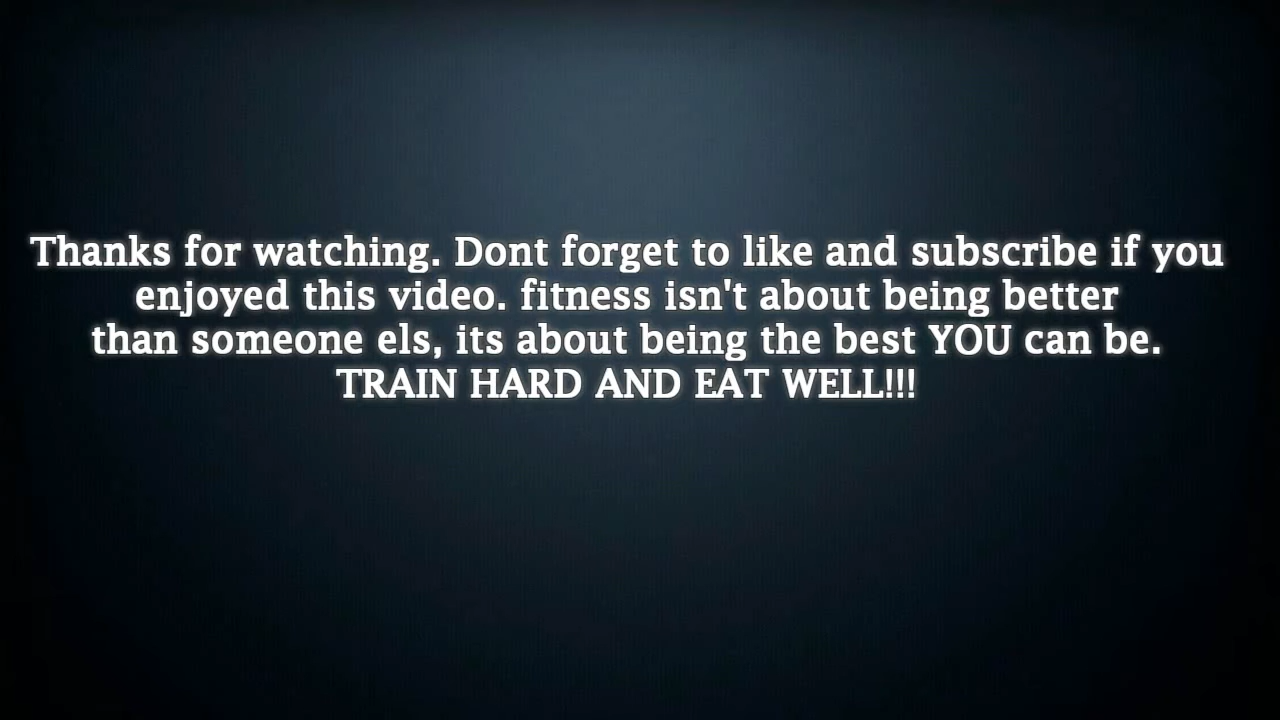 Thanks for watching. Dont forget to like and subscribe if you
enjoyed this video. fitness isn't about being better
than someone els, its about being the best YOU can be.
TRAIN HARD AND EAT WELL!!!